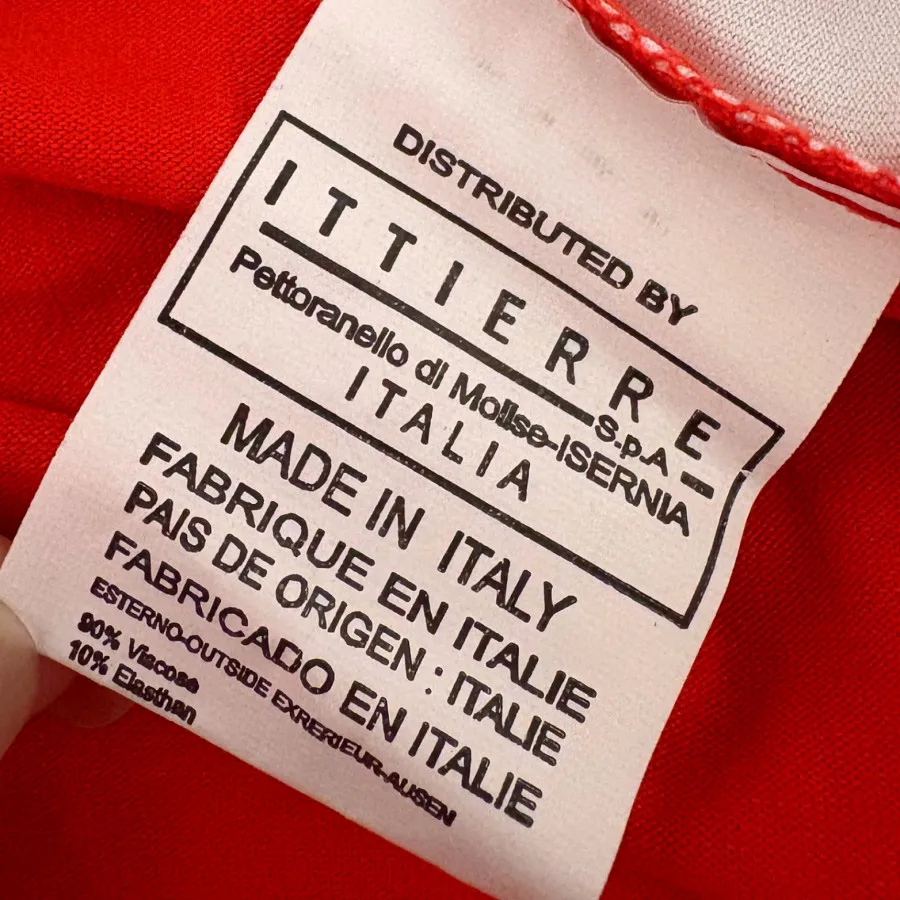 DISTRIBUTED BY
ITTIERRE
S.p.A
Pettoranello di Molise-ISERNIA
ITALIA
MADE IN ITALY
FABRIQUE EN ITALIE
PAIS DE ORIGEN : ITALIE
FABRICADO EN ITALIE
ESTERNO-OUTSIDE EXRERIEUR-AUSEN
90% Viacose
10% Elasthan